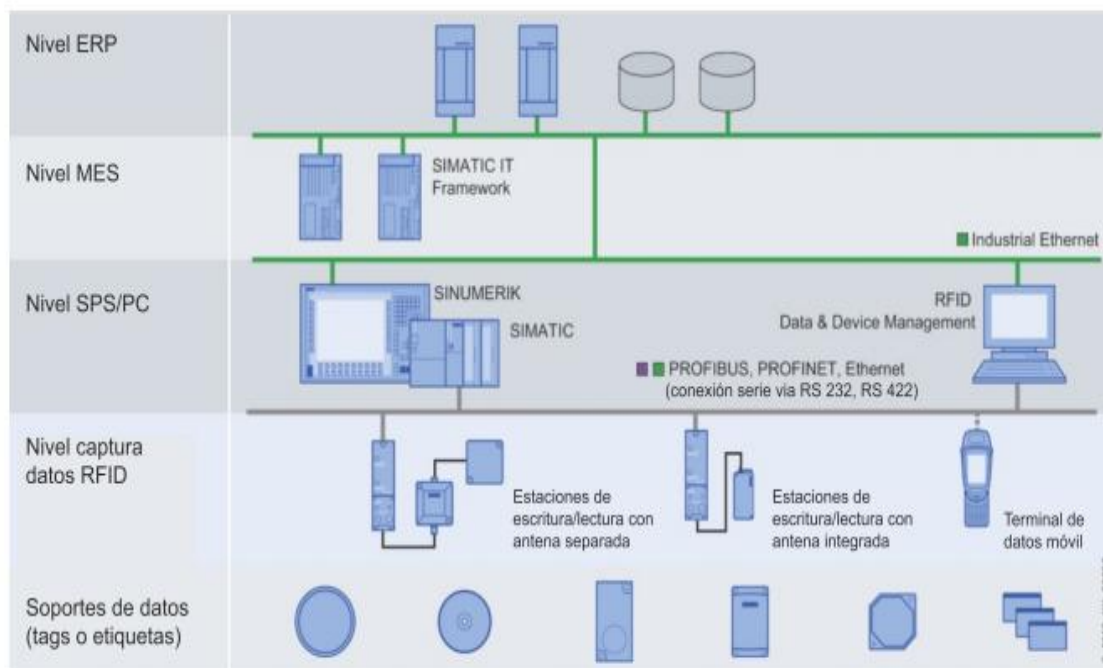 Nivel ERP
Nivel MES
SIMATIC IT
Framework
Industrial Ethernet
Nivel SPS/PC
SINUMERIK
SIMATIC
RFID
Data & Device Management
PROFIBUS, PROFINET, Ethernet
(conexión serie via RS 232, RS 422)
Nivel captura
datos RFID
Estaciones de
escritura/lectura con
antena separada
Estaciones de
escritura/lectura con
antena integrada
Terminal de
datos móvil
Soportes de datos
(tags o etiquetas)